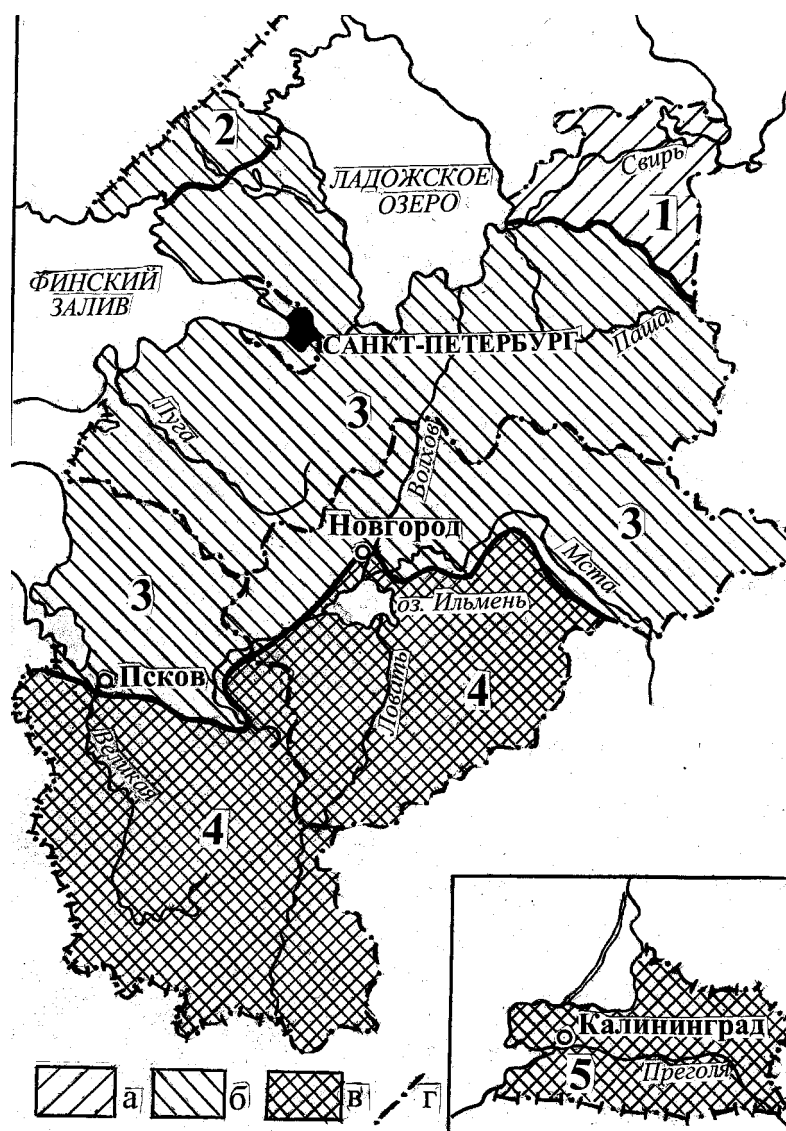 2
Свирь
ЛАДОЖСКОЕ
ОЗЕРО
1
ФИНСКИЙ
ЗАЛИВ
САНКТ-ПЕТЕРБУРГ
Паша
3
Луга
Волхов
Новгород
3
Мста
3
оз. Ильмень
Псков
Ловать
4
Великая
4
Калининград
Преголя
5
а
б
в
г